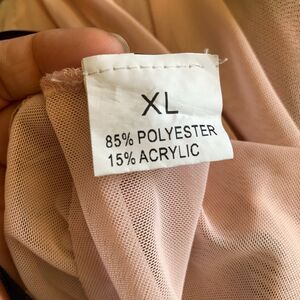 XL
85% POLYESTER
15% ACRYLIC